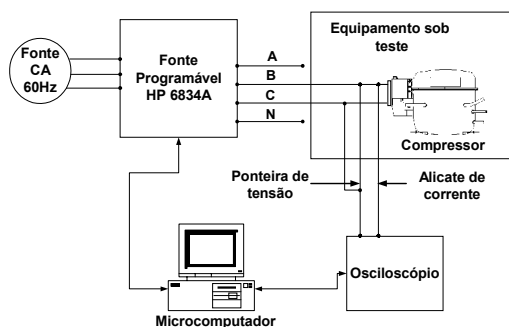 Fonte
CA
60Hz
Fonte
Programável
HP 6834A
A
B
C
N
Equipamento sob
teste
Compressor
Ponteira de
tensão
Alicate de
corrente
Osciloscópio
Microcomputador